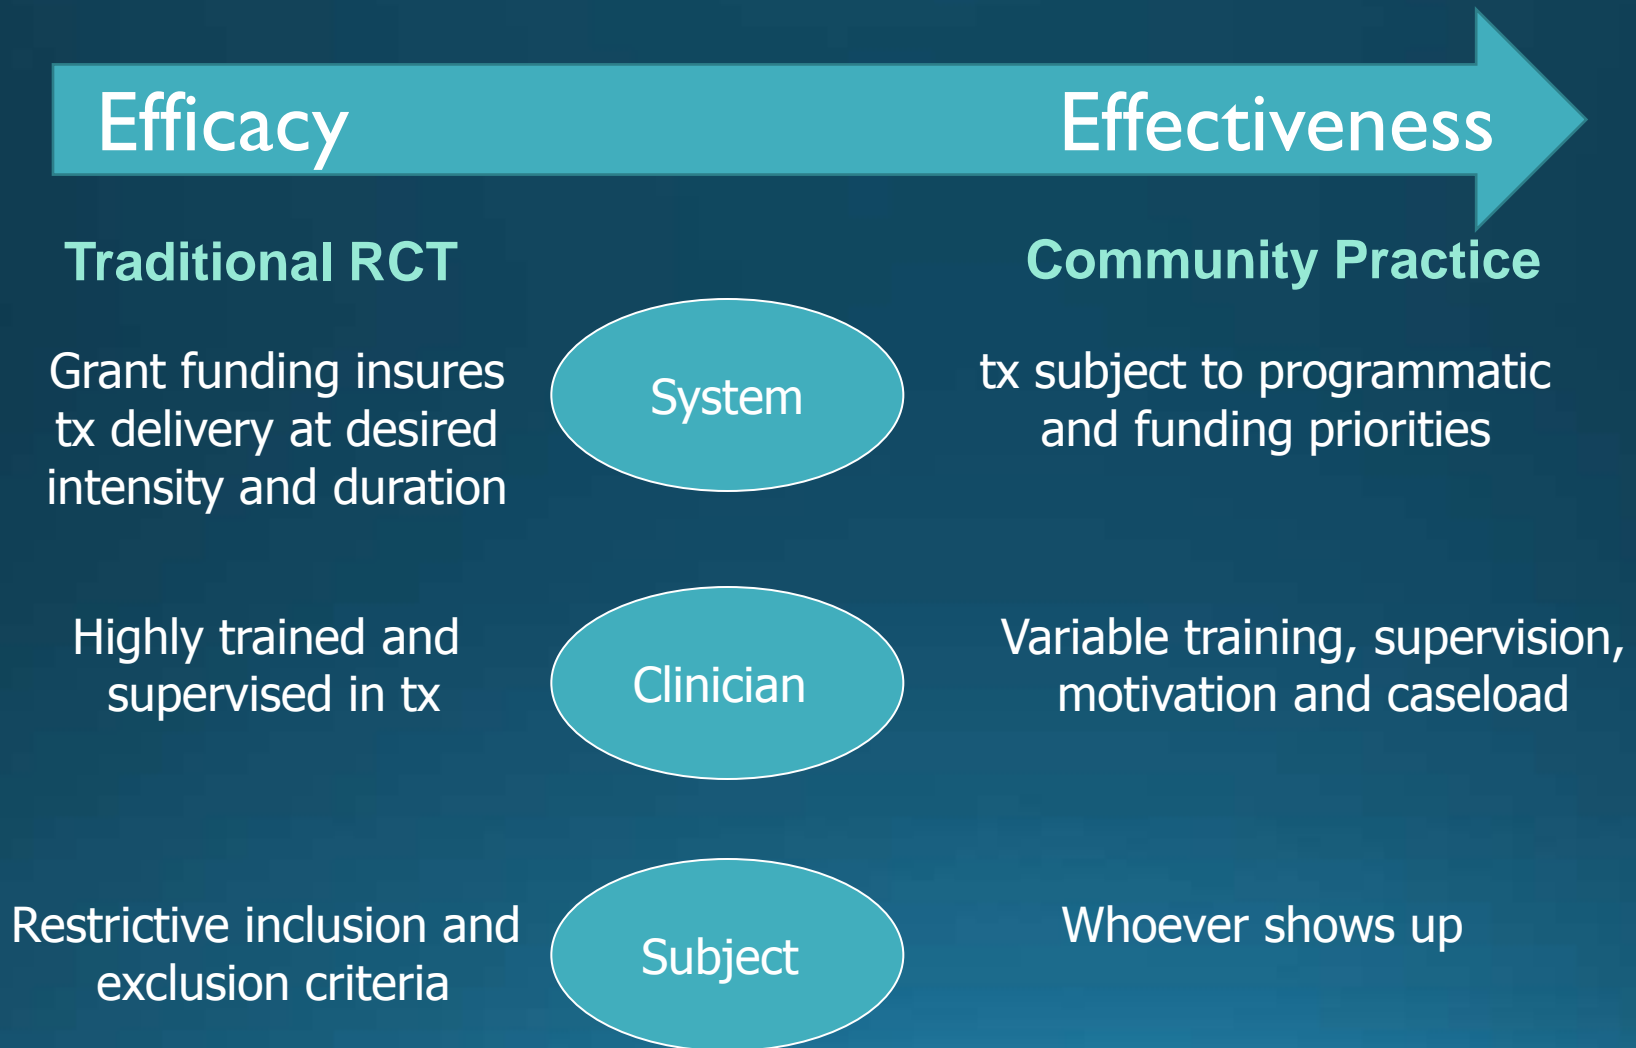 Efficacy
Effectiveness
Traditional RCT
Community Practice
Grant funding insures
tx delivery at desired
intensity and duration
System
tx subject to programmatic
and funding priorities
Highly trained and
supervised in tx
Clinician
Variable training, supervision,
motivation and caseload
Restrictive inclusion and
exclusion criteria
Subject
Whoever shows up